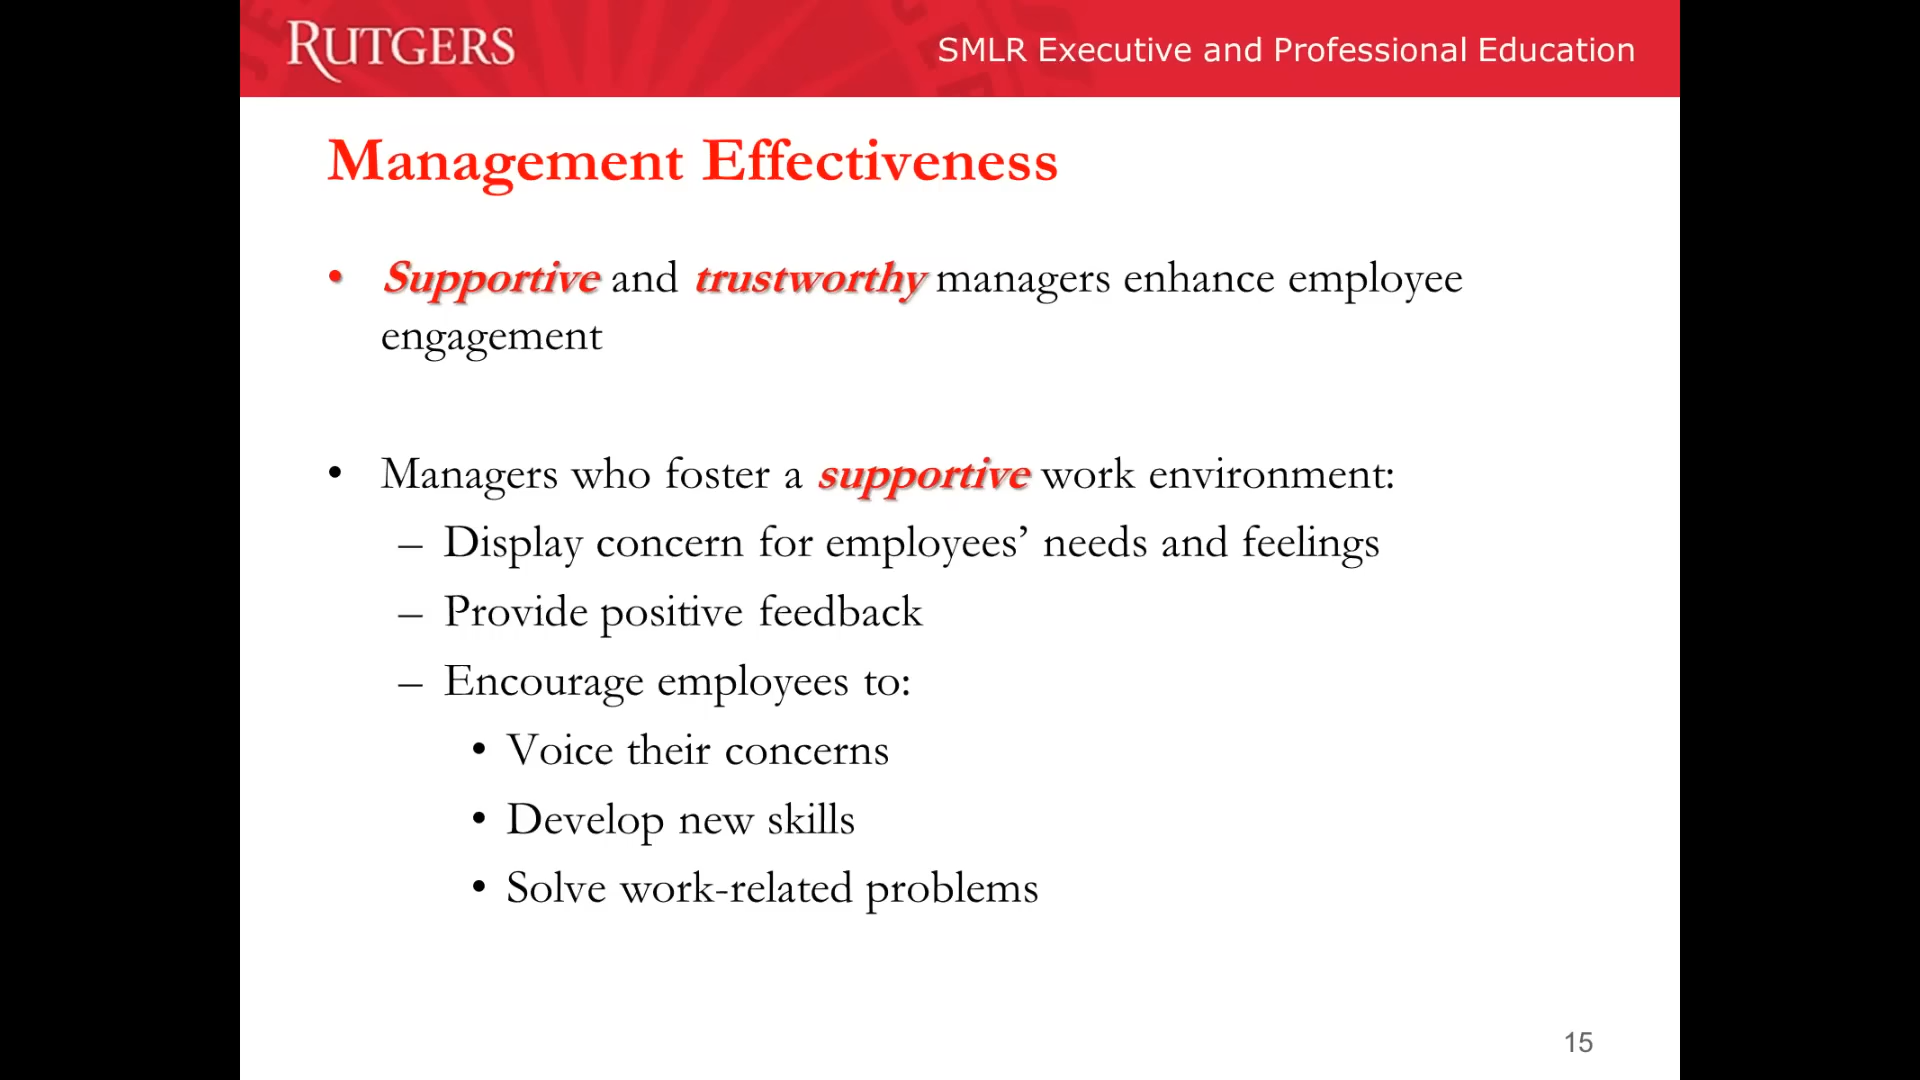 RUTGERS
SMLR Executive and Professional Education
Management Effectiveness
• Supportive and trustworthy managers enhance employee
engagement
• Managers who foster a supportive work environment:
– Display concern for employees’ needs and feelings
– Provide positive feedback
– Encourage employees to:
• Voice their concerns
• Develop new skills
• Solve work-related problems
15